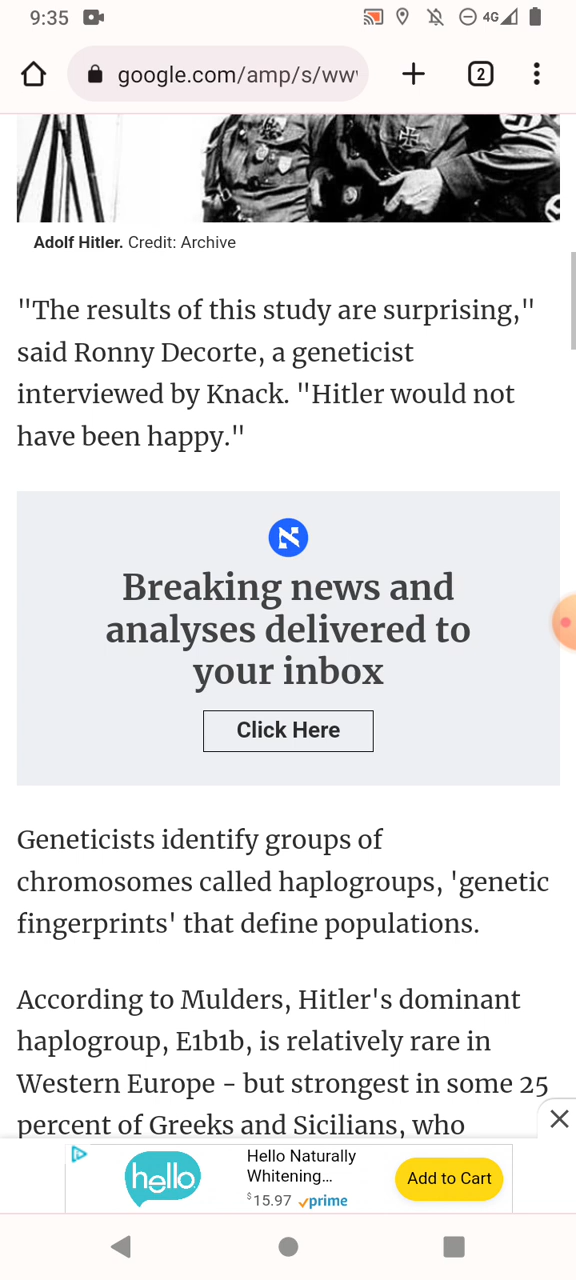 9:35
4G
google.com/amp/s/ww
2
Adolf Hitler. Credit: Archive
"The results of this study are surprising,"
said Ronny Decorte, a geneticist
interviewed by Knack. "Hitler would not
have been happy."
Breaking news and
analyses delivered to
your inbox
Click Here
Geneticists identify groups of
chromosomes called haplogroups, 'genetic
fingerprints' that define populations.
According to Mulders, Hitler's dominant
haplogroup, E1b1b, is relatively rare in
Western Europe - but strongest in some 25
percent of Greeks and Sicilians, who
hello
Hello Naturally
Whitening...
$15.97 prime
Add to Cart